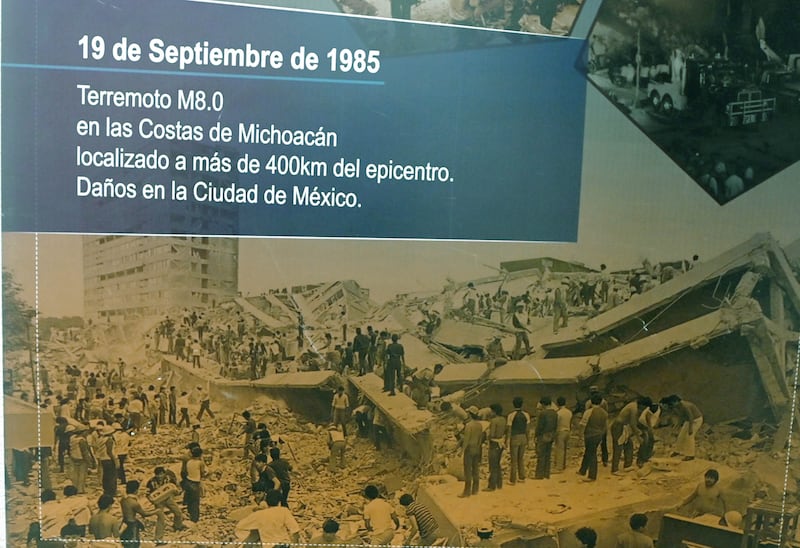 19 de Septiembre de 1985
Terremoto M8.0
en las Costas de Michoacán
localizado a más de 400km del epicentro.
Daños en la Ciudad de México.